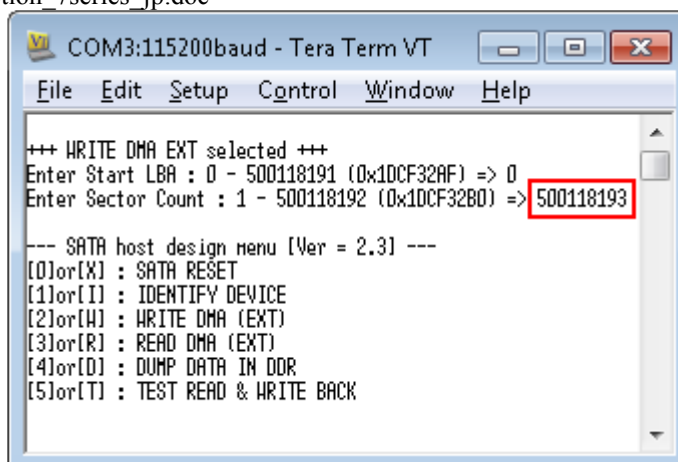 tion_7series_jp.doc
COM3:115200baud - Tera Term VT
File Edit Setup Control Window Help
+++ WRITE DMA EXT selected +++
Enter Start LBA : 0 - 500118191 (0x1DCF32AF) => 0
Enter Sector Count : 1 - 500118192 (0x1DCF32B0) => 500118193
--- SATA host design menu [Ver = 2.3] ---
[0]or[X] : SATA RESET
[1]or[I] : IDENTIFY DEVICE
[2]or[W] : WRITE DMA (EXT)
[3]or[R] : READ DMA (EXT)
[4]or[D] : DUMP DATA IN DDR
[5]or[T] : TEST READ & WRITE BACK